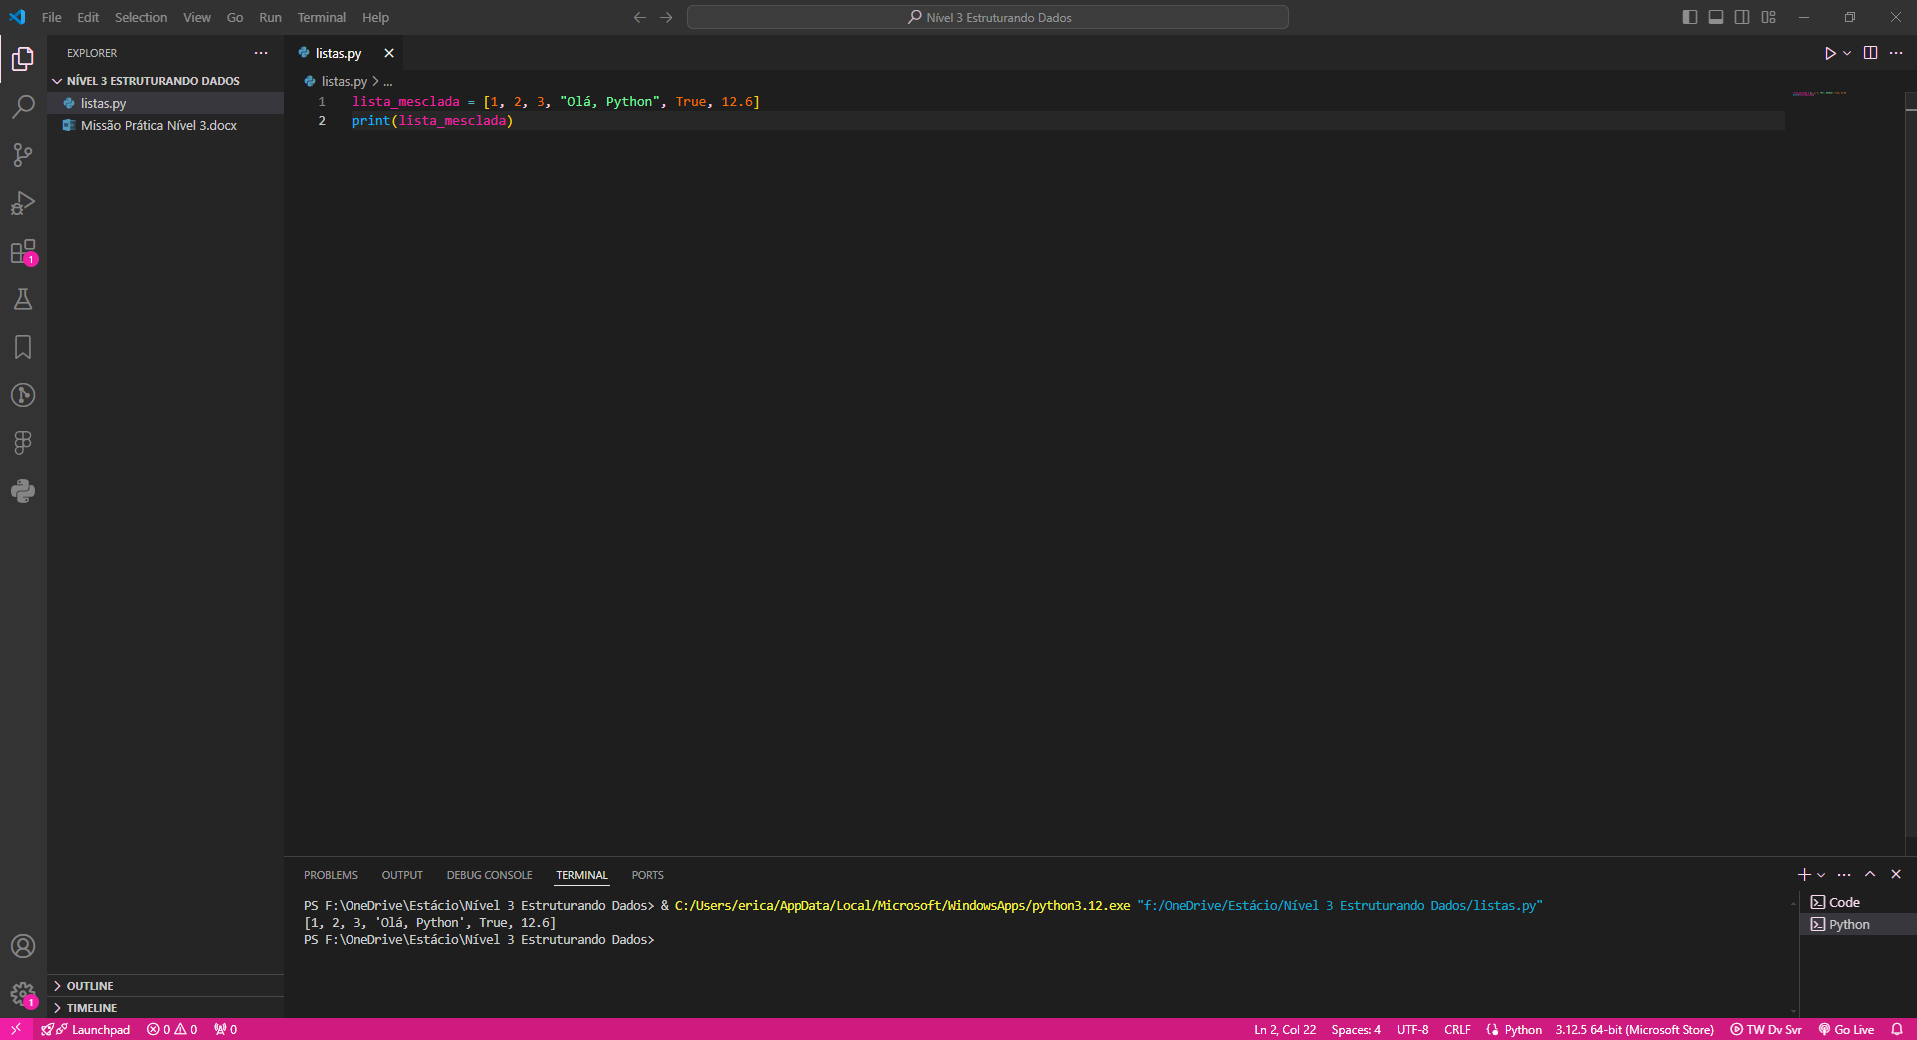 File Edit Selection View Go Run Terminal Help
Nível 3 Estruturando Dados
EXPLORER
NÍVEL 3 ESTRUTURANDO DADOS
listas.py
Missão Prática Nível 3.docx
OUTLINE
TIMELINE
listas.py
listas.py > ...
1 lista_mesclada = [1, 2, 3, "Olá, Python", True, 12.6]
2 print(lista_mesclada)
1
1
PROBLEMS OUTPUT DEBUG CONSOLE TERMINAL PORTS
PS F:\OneDrive\Estácio\Nível 3 Estruturando Dados> & C:/Users/erica/AppData/Local/Microsoft/WindowsApps/python3.12.exe "f:/OneDrive/Estácio/Nível 3 Estruturando Dados/listas.py"
[1, 2, 3, 'Olá, Python', True, 12.6]
PS F:\OneDrive\Estácio\Nível 3 Estruturando Dados>
Code
Python
Launchpad 0 0 0 Ln 2, Col 22 Spaces: 4 UTF-8 CRLF Python 3.12.5 64-bit (Microsoft Store) TW Dv Svr Go Live